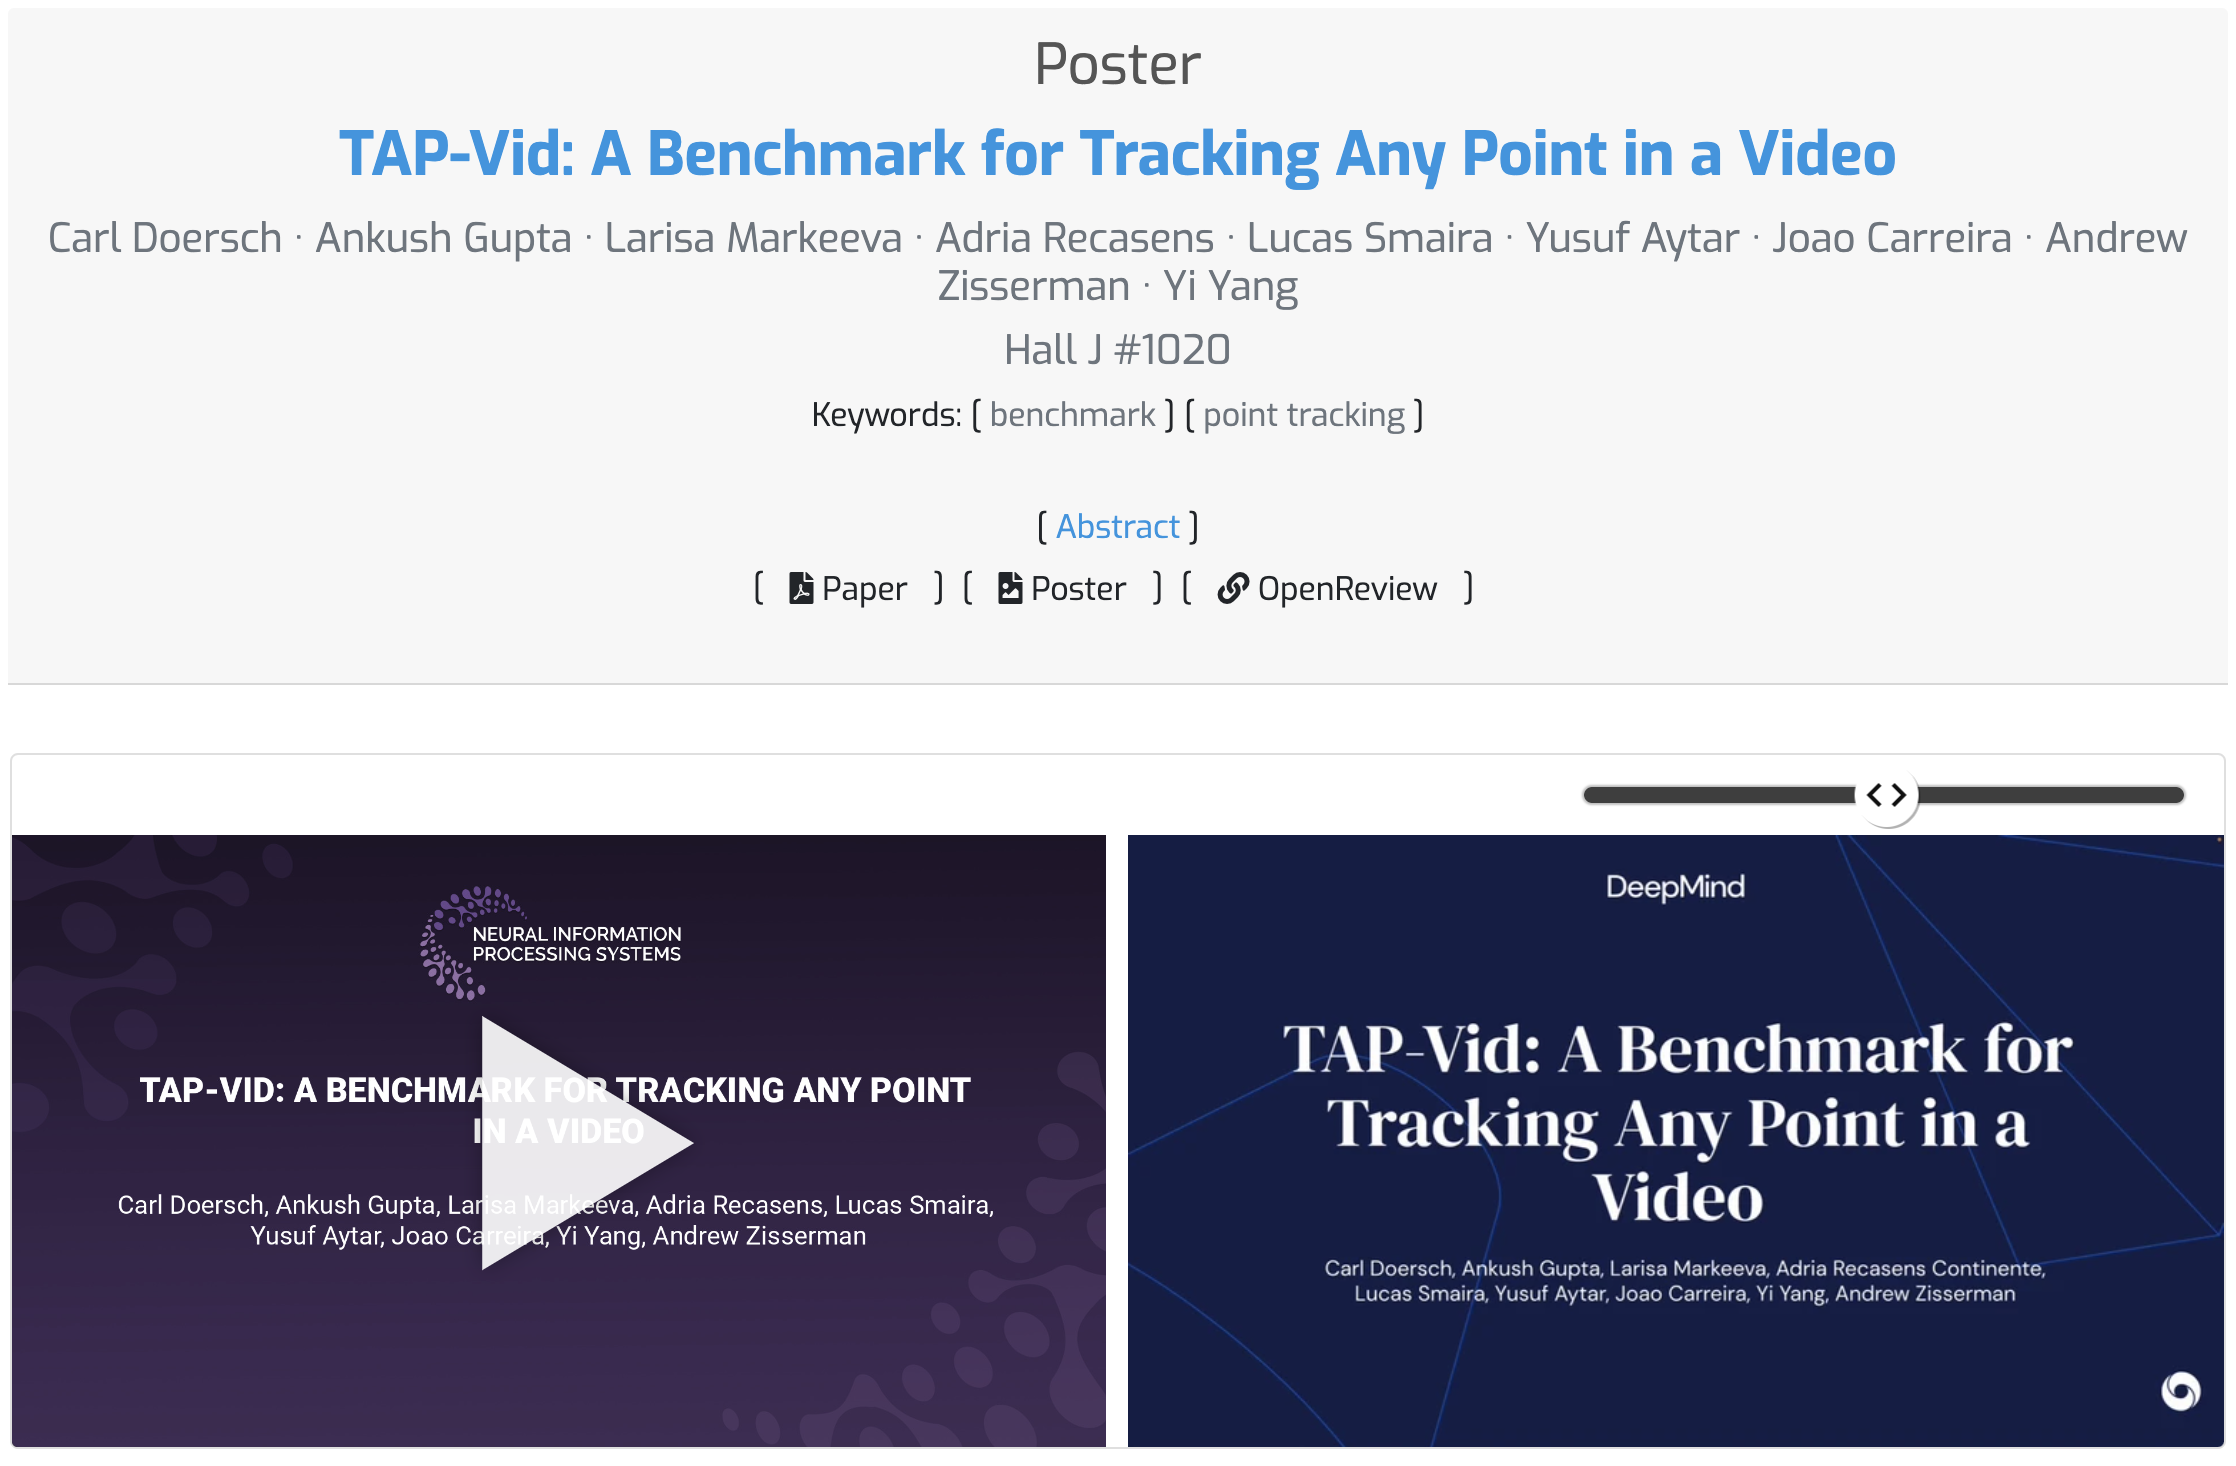 Poster
TAP-Vid: A Benchmark for Tracking Any Point in a Video
Carl Doersch · Ankush Gupta · Larisa Markeeva · Adria Recasens · Lucas Smaira · Yusuf Aytar · Joao Carreira · Andrew
Zisserman · Yi Yang
Hall J #1020
Keywords: [ benchmark ] [ point tracking ]
[ Abstract ]
[ Paper ] [ Poster ] [ OpenReview ]
NEURAL INFORMATION
PROCESSING SYSTEMS
TAP-VID: A BENCHMARK FOR TRACKING ANY POINT
IN A VIDEO
Carl Doersch, Ankush Gupta, Larisa Markeeva, Adria Recasens, Lucas Smaira,
Yusuf Aytar, Joao Carreira, Yi Yang, Andrew Zisserman
DeepMind
TAP-Vid: A Benchmark for
Tracking Any Point in a
Video
Carl Doersch, Ankush Gupta, Larisa Markeeva, Adria Recasens Continente,
Lucas Smaira, Yusuf Aytar, Joao Carreira, Yi Yang, Andrew Zisserman